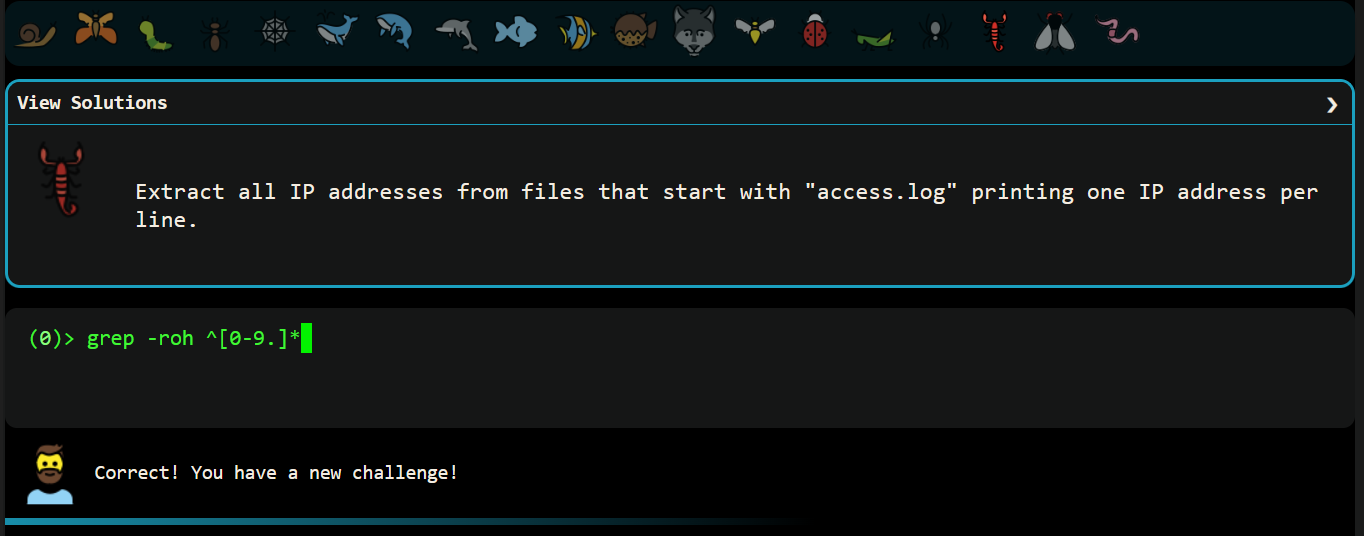 View Solutions ❯
Extract all IP addresses from files that start with "access.log" printing one IP address per
line.
(0)> grep -roh ^[0-9.]*
Correct! You have a new challenge!